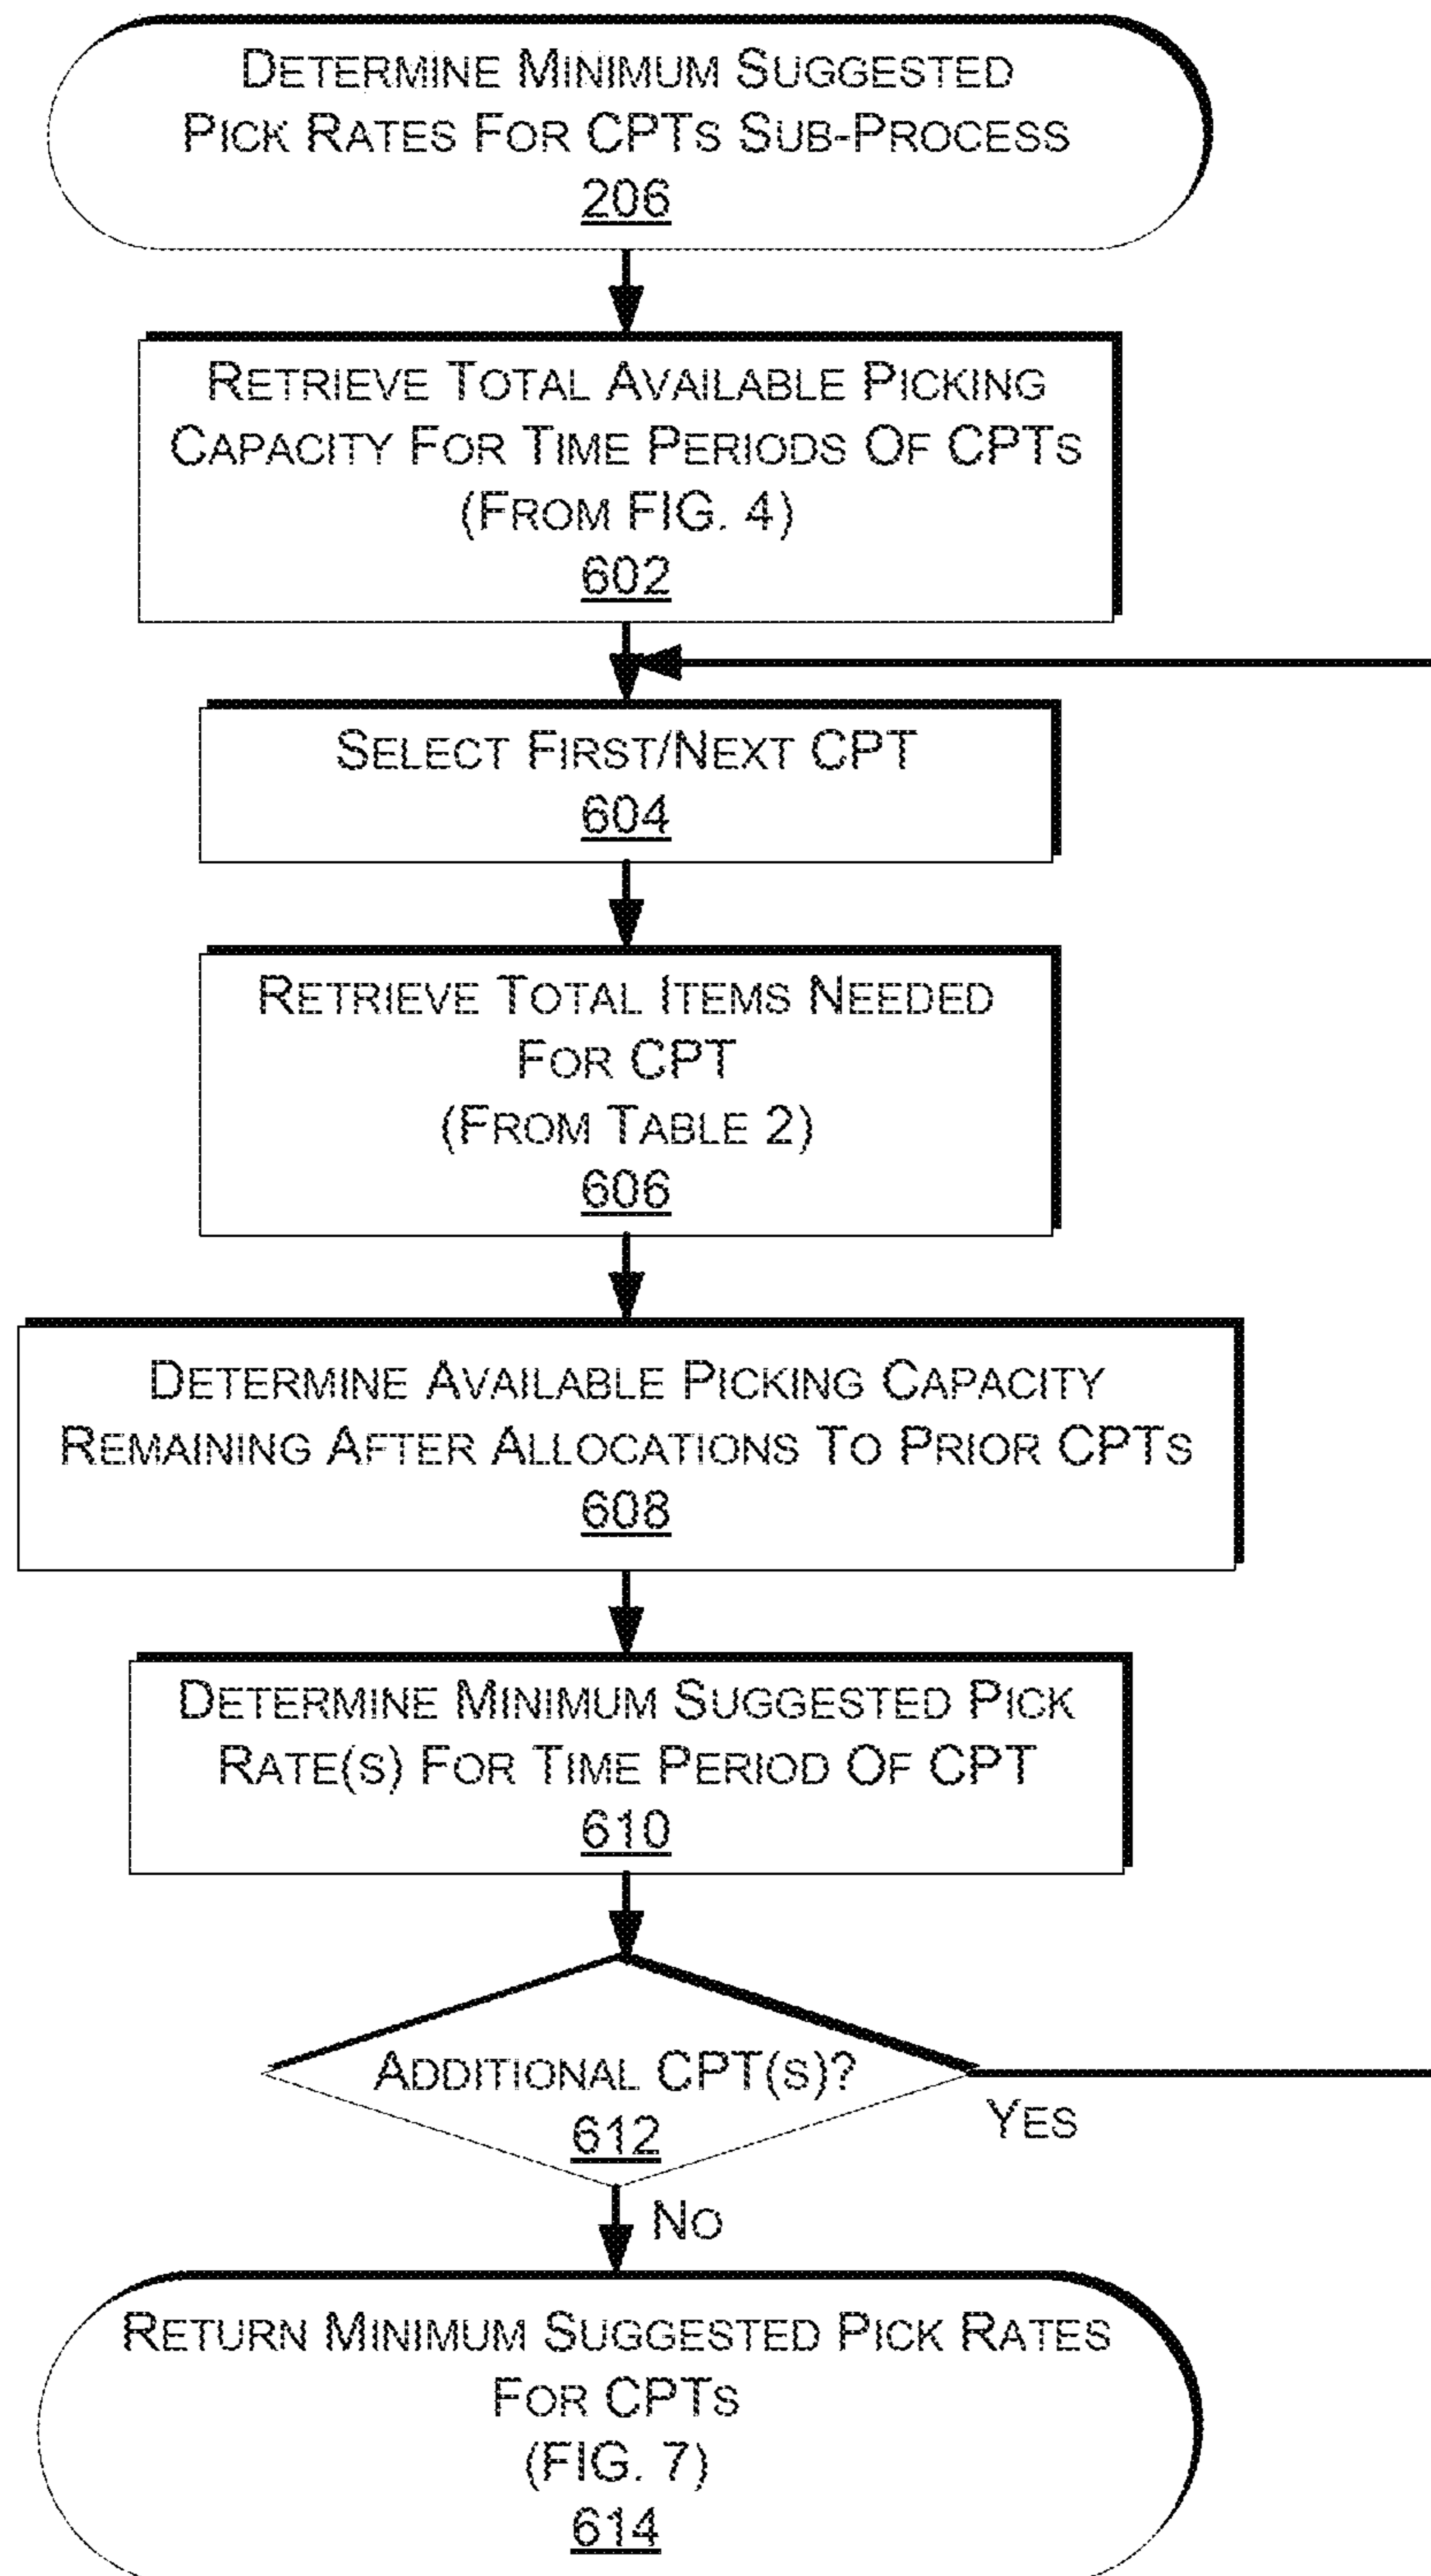 DETERMINE MINIMUM SUGGESTED
PICK RATES FOR CPTS SUB-PROCESS
206
RETRIEVE TOTAL AVAILABLE PICKING
CAPACITY FOR TIME PERIODS OF CPTS
(FROM FIG. 4)
602
SELECT FIRST/NEXT CPT
604
RETRIEVE TOTAL ITEMS NEEDED
FOR CPT
(FROM TABLE 2)
606
DETERMINE AVAILABLE PICKING CAPACITY
REMAINING AFTER ALLOCATIONS TO PRIOR CPTS
608
DETERMINE MINIMUM SUGGESTED PICK
RATE(S) FOR TIME PERIOD OF CPT
610
ADDITIONAL CPT(S)?
612
YES
NO
RETURN MINIMUM SUGGESTED PICK RATES
FOR CPTS
(FIG. 7)
614